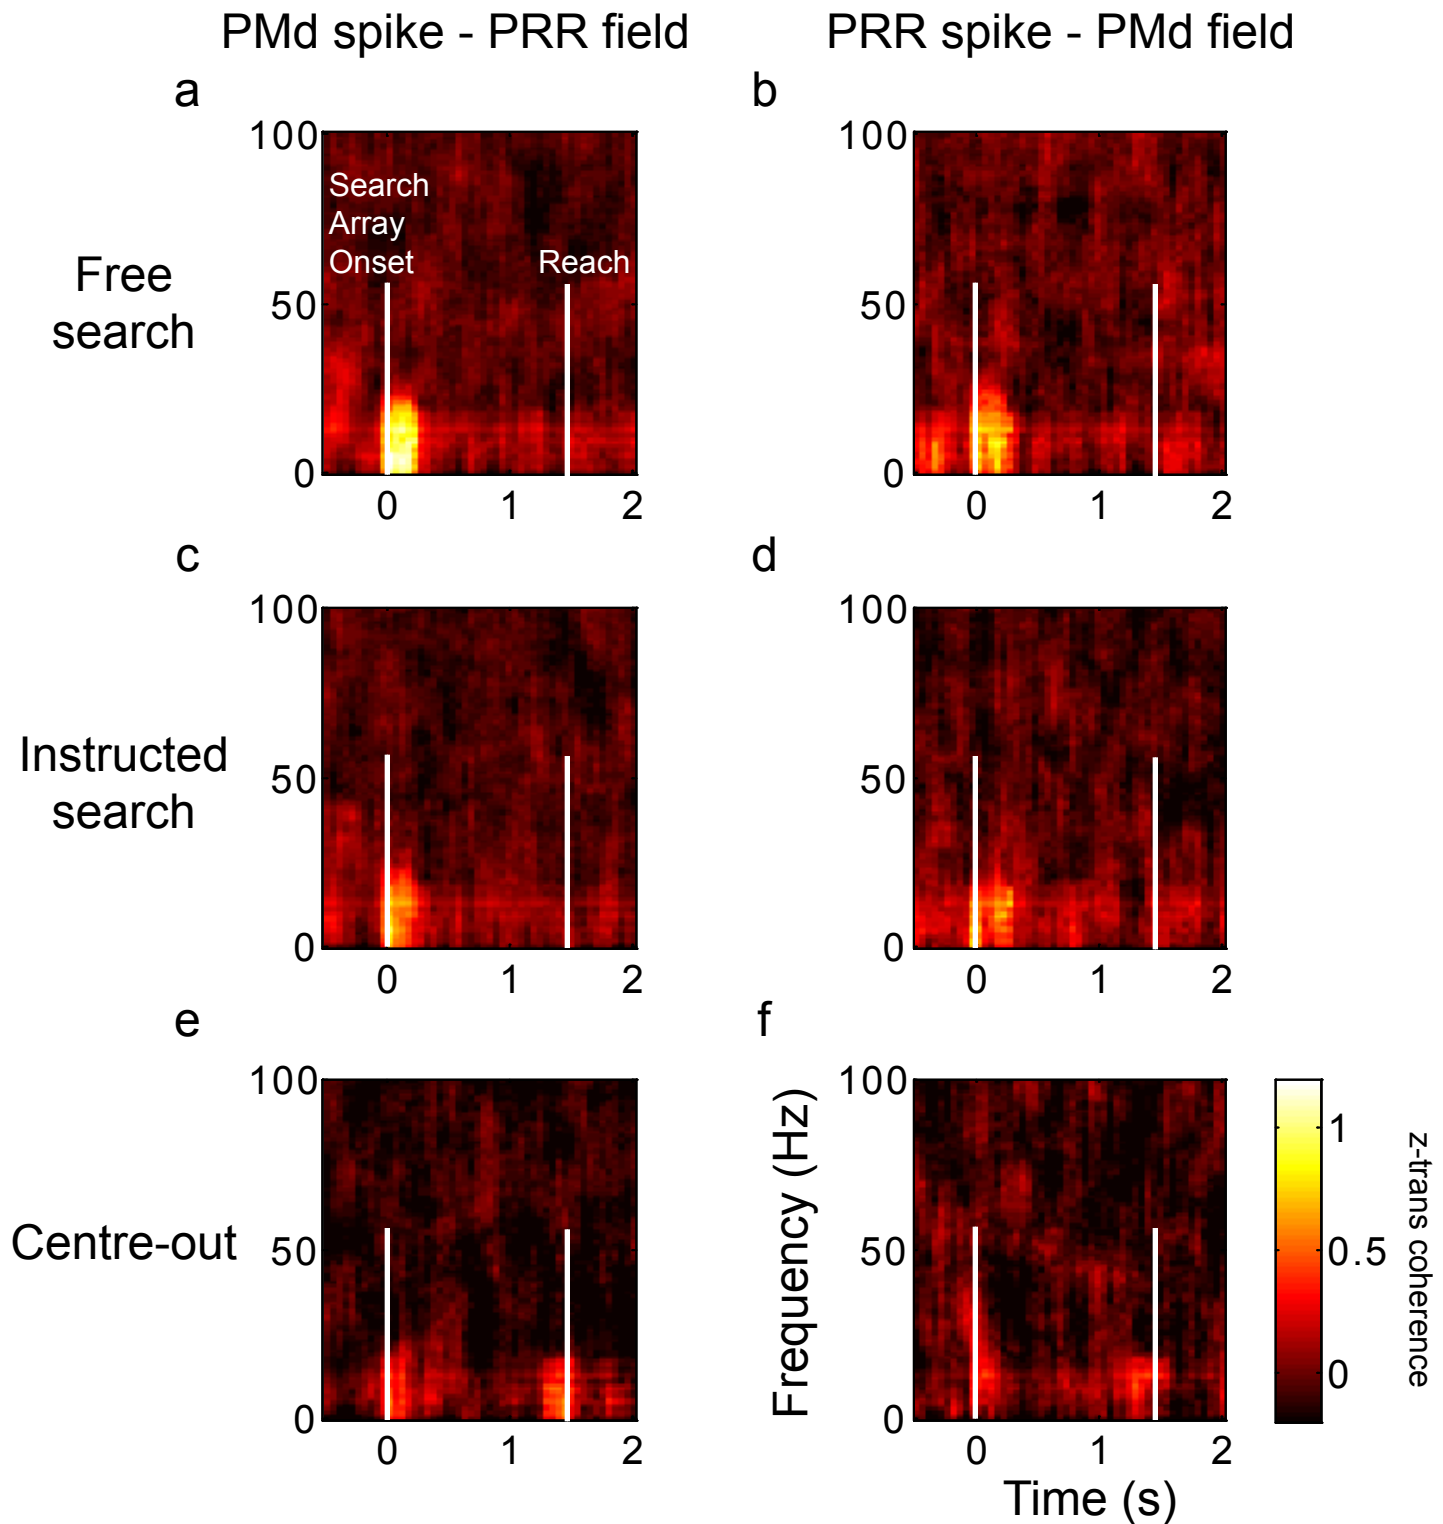 PMd spike - PRR field
PRR spike - PMd field
a
b
Free
search
100
50
0
Search
Array
Onset
Reach
0 1 2
100
50
0
0 1 2
c
d
Instructed
search
100
50
0
0 1 2
100
50
0
0 1 2
e
f
Centre-out
100
50
0
0 1 2
Frequency (Hz)
100
50
0
0 1 2
Time (s)
1
0.5
0
z-trans coherence